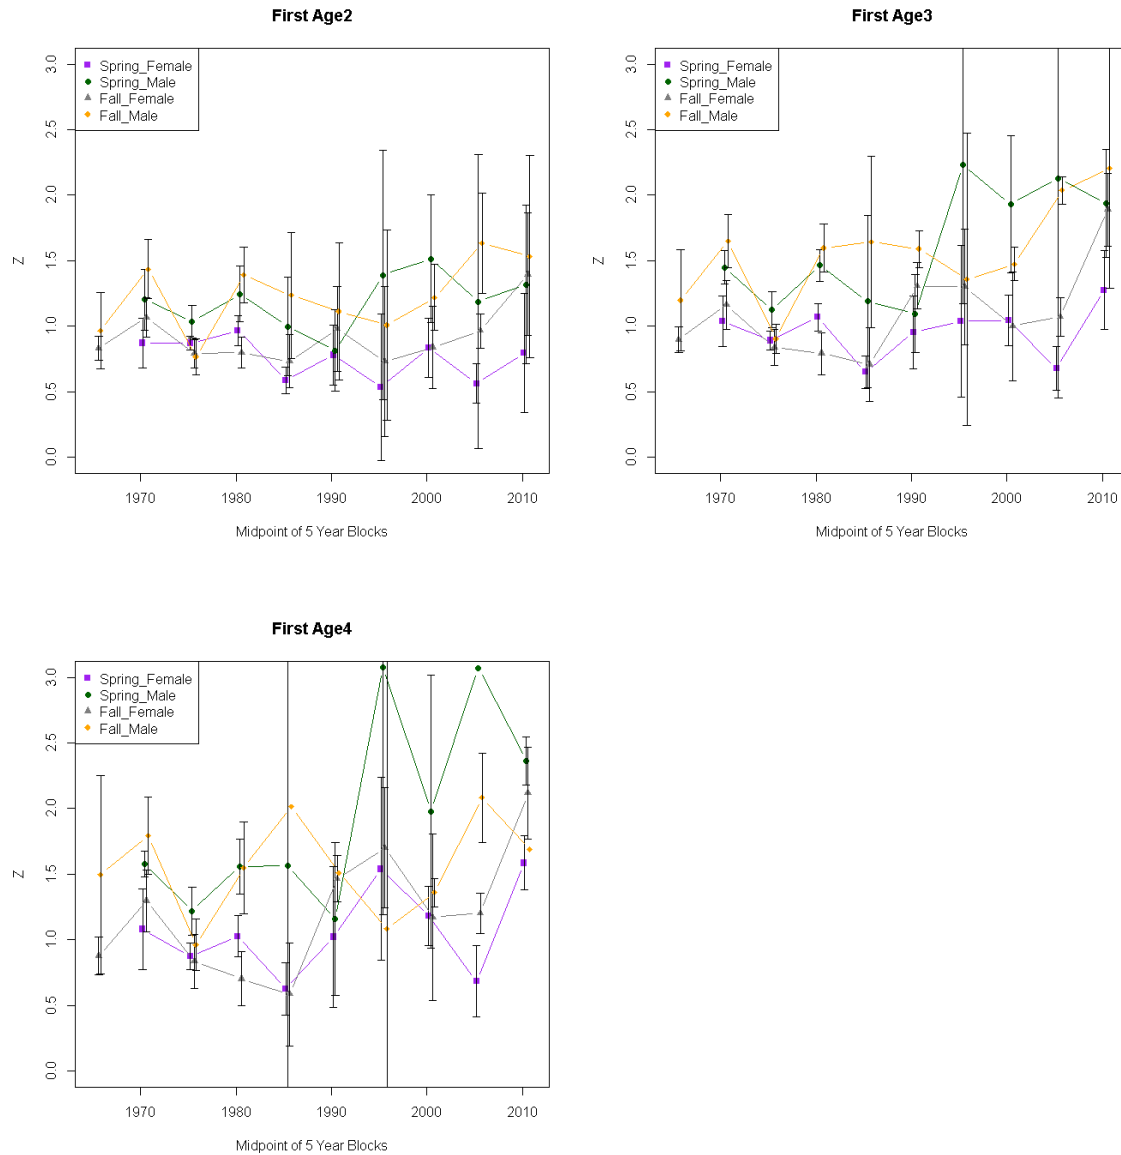 First Age2
Spring_Female
Spring_Male
Fall_Female
Fall_Male
3.0
2.5
2.0
1.5
1.0
0.5
0.0
Z
1970 1980 1990 2000 2010
Midpoint of 5 Year Blocks
First Age3
Spring_Female
Spring_Male
Fall_Female
Fall_Male
3.0
2.5
2.0
1.5
1.0
0.5
0.0
Z
1970 1980 1990 2000 2010
Midpoint of 5 Year Blocks
First Age4
Spring_Female
Spring_Male
Fall_Female
Fall_Male
3.0
2.5
2.0
1.5
1.0
0.5
0.0
Z
1970 1980 1990 2000 2010
Midpoint of 5 Year Blocks